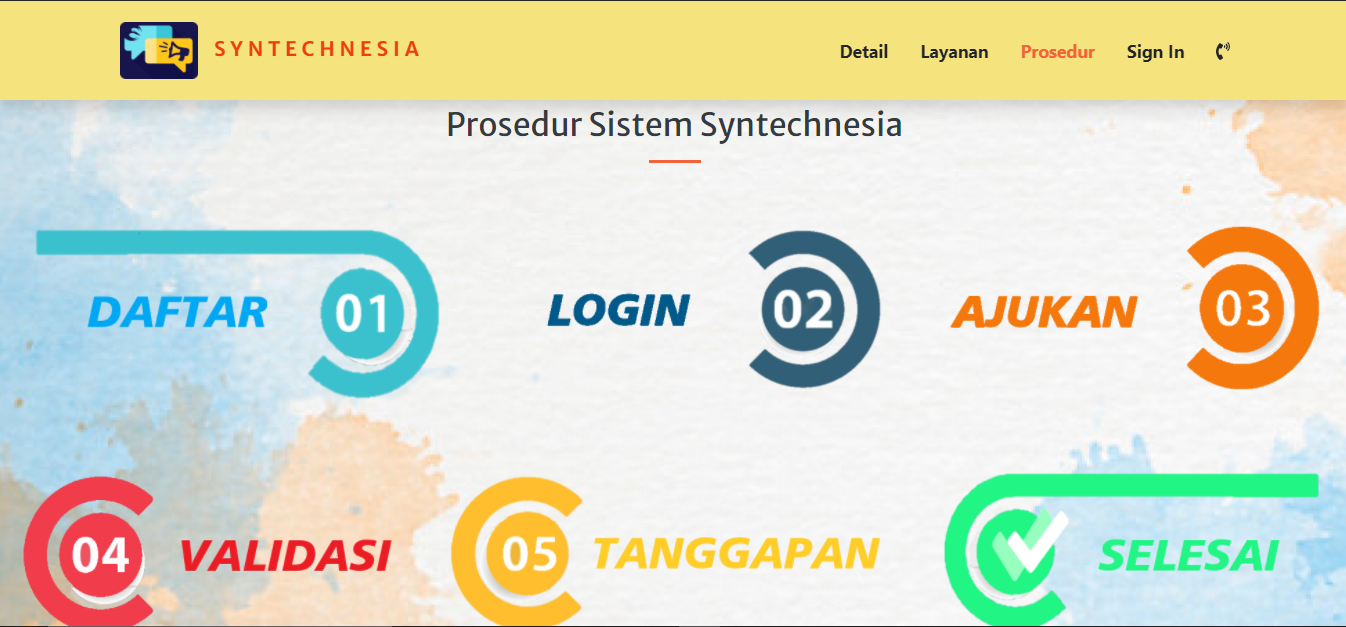 SYNTECHNESIA
Detail Layanan Prosedur Sign In
Prosedur Sistem Syntechnesia
DAFTAR 01
LOGIN 02
AJUKAN 03
04 VALIDASI
05 TANGGAPAN
SELESAI